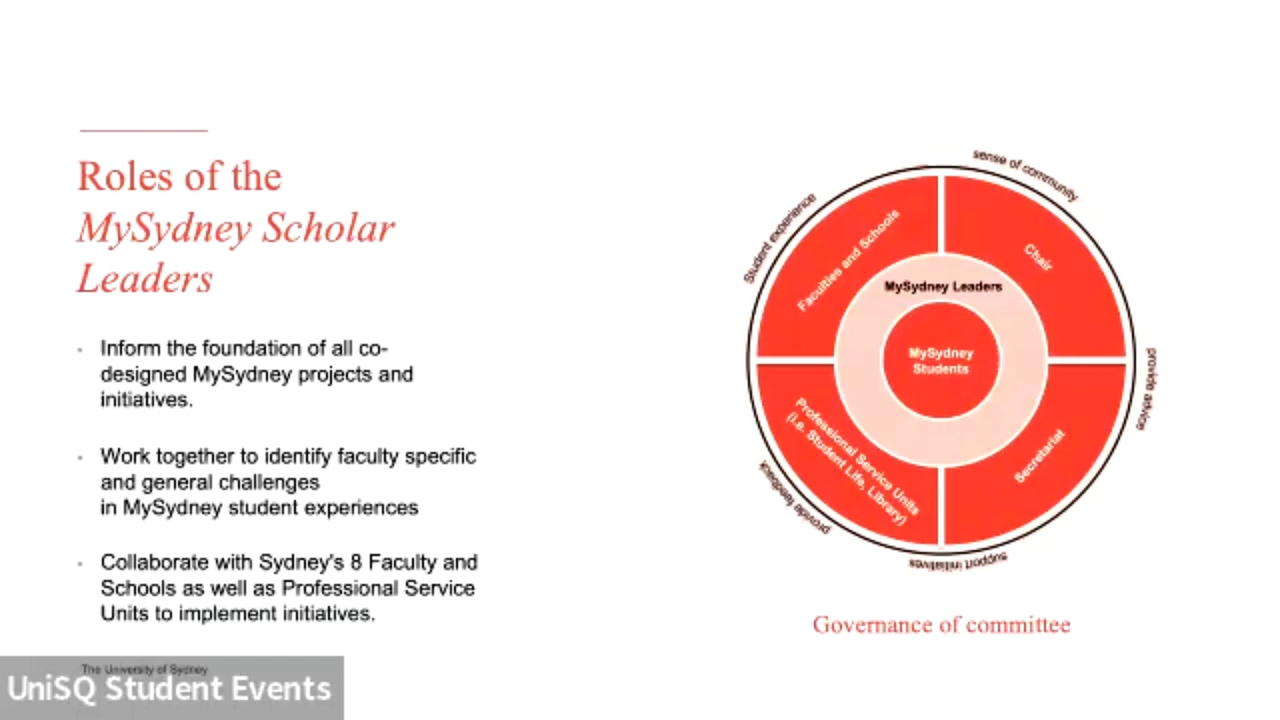 Roles of the
MySydney Scholar
Leaders
Inform the foundation of all co-
designed MySydney projects and
initiatives.
Work together to identify faculty specific
and general challenges
in MySydney student experiences
Collaborate with Sydney's 8 Faculty and
Schools as well as Professional Service
Units to implement initiatives.
The University of Sydney
UniSQ Student Events
sense of community
Student experience
Faculties and Schools
Chair
MySydney Leaders
MySydney
Students
provide advice
Professional Service Units
(i.e. Student Life, Library)
Secretariat
provide feedback
support initiatives
Governance of committee